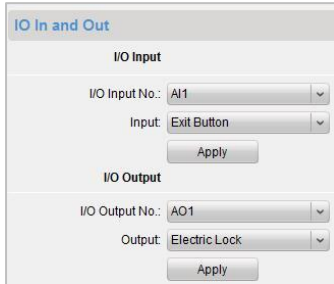 IO In and Out
I/O Input
I/O Input No.: AI1
Input: Exit Button
Apply
I/O Output
I/O Output No.: AO1
Output: Electric Lock
Apply